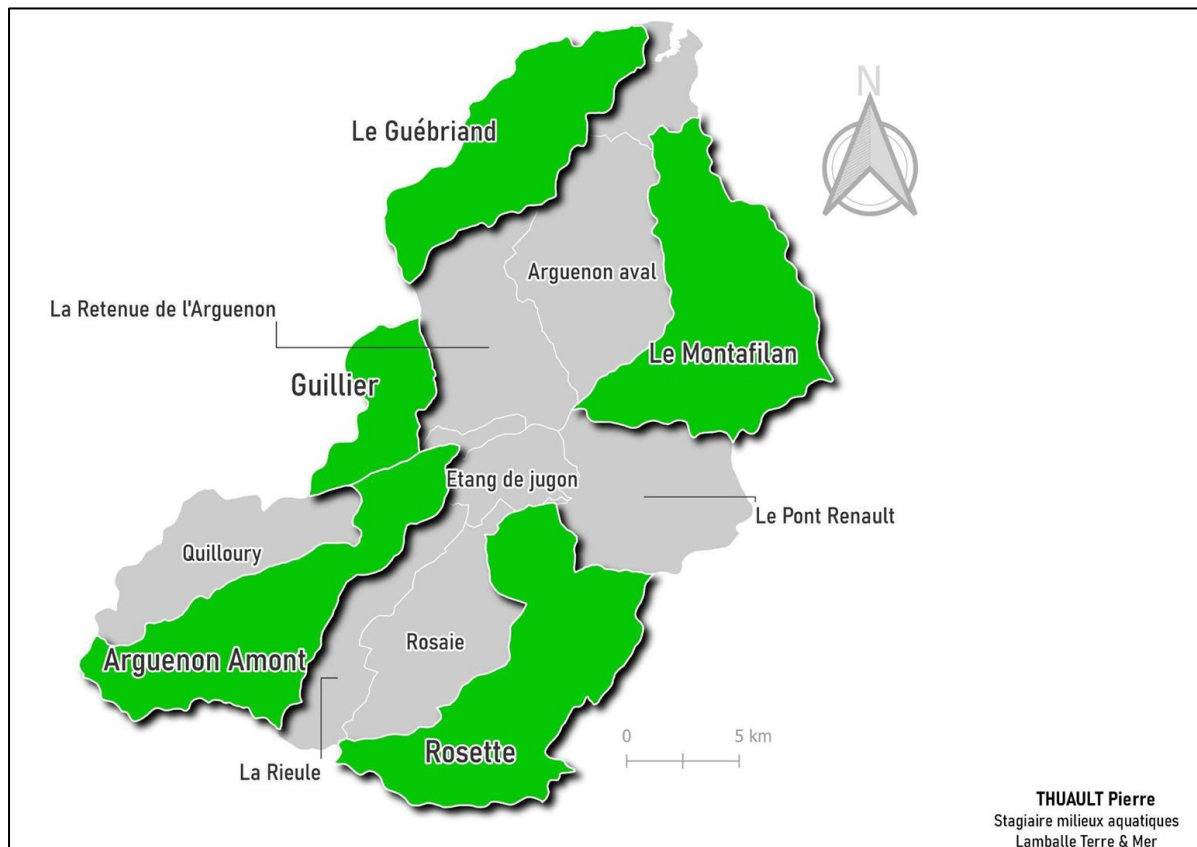 N
Le Guébriand
Arguenon aval
La Retenue de l'Arguenon
Le Montafilan
Guillier
Etang de jugon
Le Pont Renault
Quilloury
Rosaie
Arguenon Amont
0 5 km
Rosette
La Rieule
THUAULT Pierre
Stagiaire milieux aquatiques
Lamballe Terre & Mer